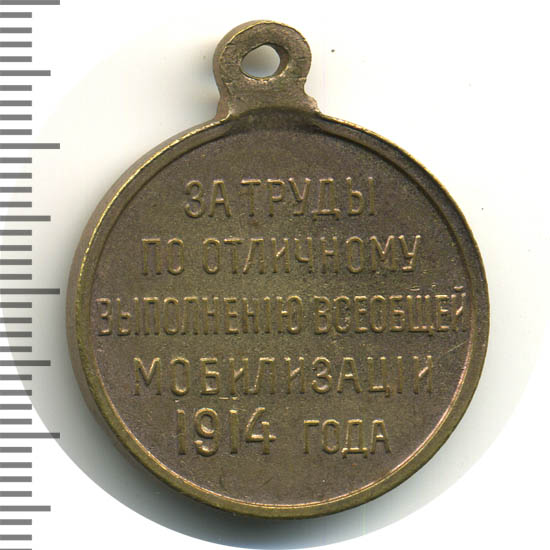 ЗА ТРУДЫ
ПО ОТЛИЧНОМУ
ВЫПОЛНЕНІЮ ВСЕОБЩЕЙ
МОБИЛИЗАЦІИ
1914 ГОДА